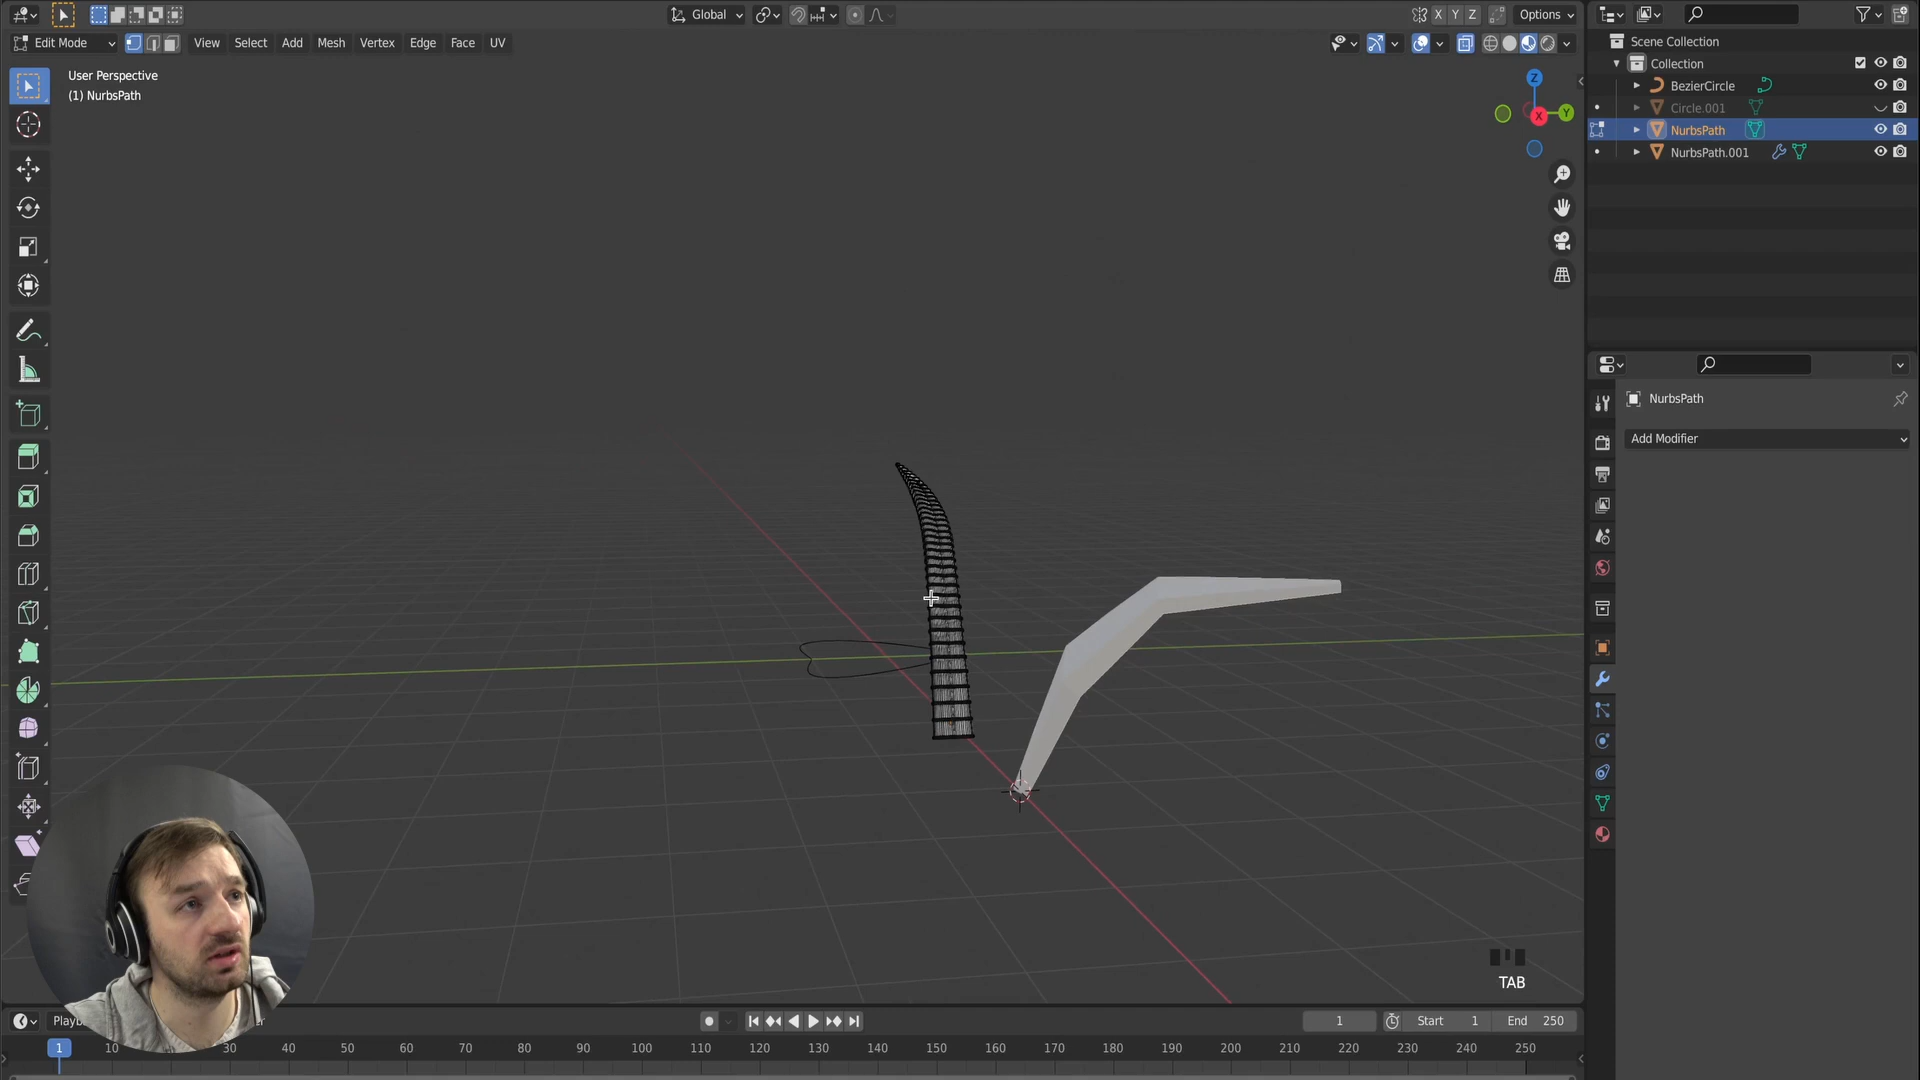 Global
X Y Z
Options
Edit Mode
View Select Add Mesh Vertex Edge Face UV
User Perspective
(1) NurbsPath
Z
Y
X
Scene Collection
Collection
BezierCircle
Circle.001
NurbsPath
NurbsPath.001
NurbsPath
Add Modifier
TAB
1
Start 1
End 250
1 10 30 40 50 60 70 80 90 100 110 120 130 140 150 160 170 180 190 200 210 220 230 240 250